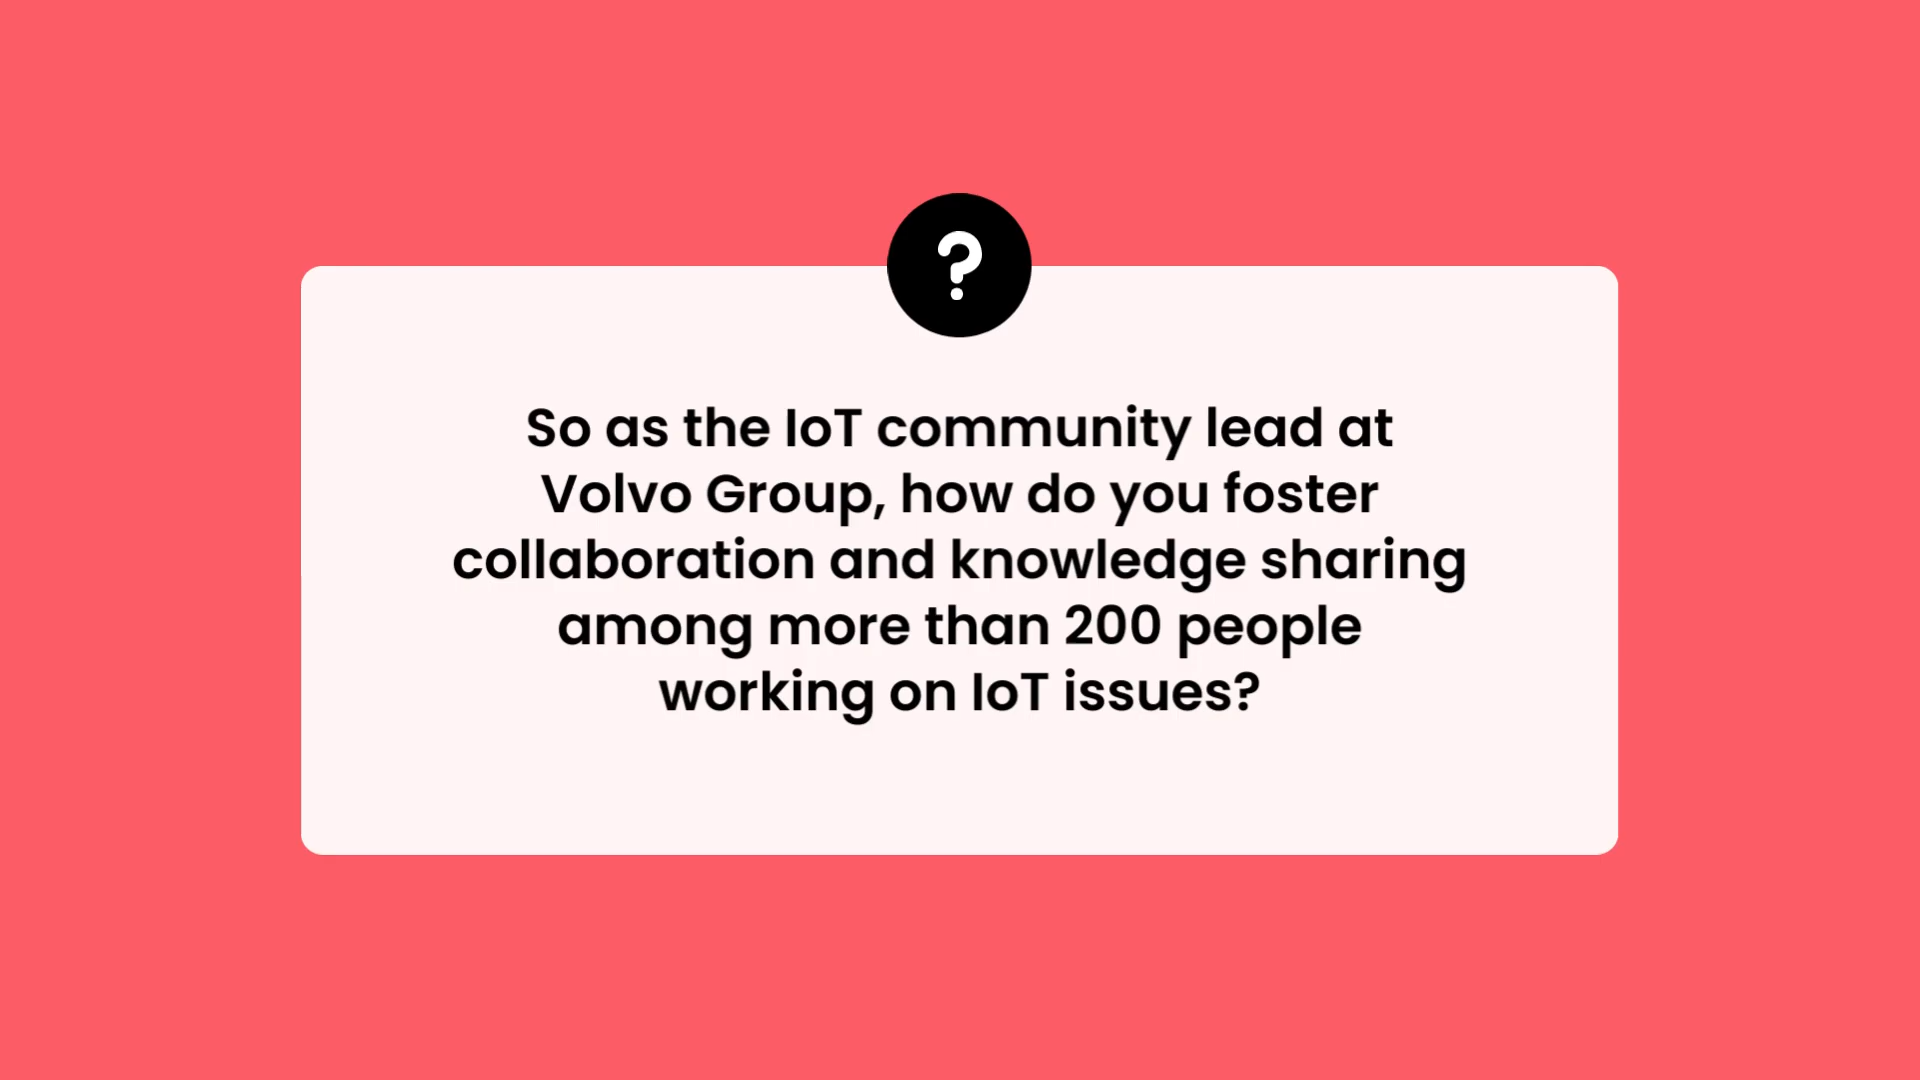 ?
So as the IoT community lead at
Volvo Group, how do you foster
collaboration and knowledge sharing
among more than 200 people
working on IoT issues?